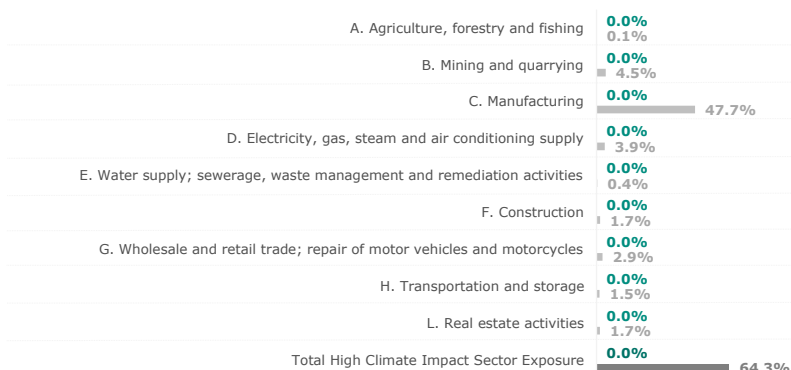 A. Agriculture, forestry and fishing 0.0%
0.1%
B. Mining and quarrying 0.0%
4.5%
C. Manufacturing 0.0%
47.7%
D. Electricity, gas, steam and air conditioning supply 0.0%
3.9%
E. Water supply; sewerage, waste management and remediation activities 0.0%
0.4%
F. Construction 0.0%
1.7%
G. Wholesale and retail trade; repair of motor vehicles and motorcycles 0.0%
2.9%
H. Transportation and storage 0.0%
1.5%
L. Real estate activities 0.0%
1.7%
Total High Climate Impact Sector Exposure 0.0%
64.3%